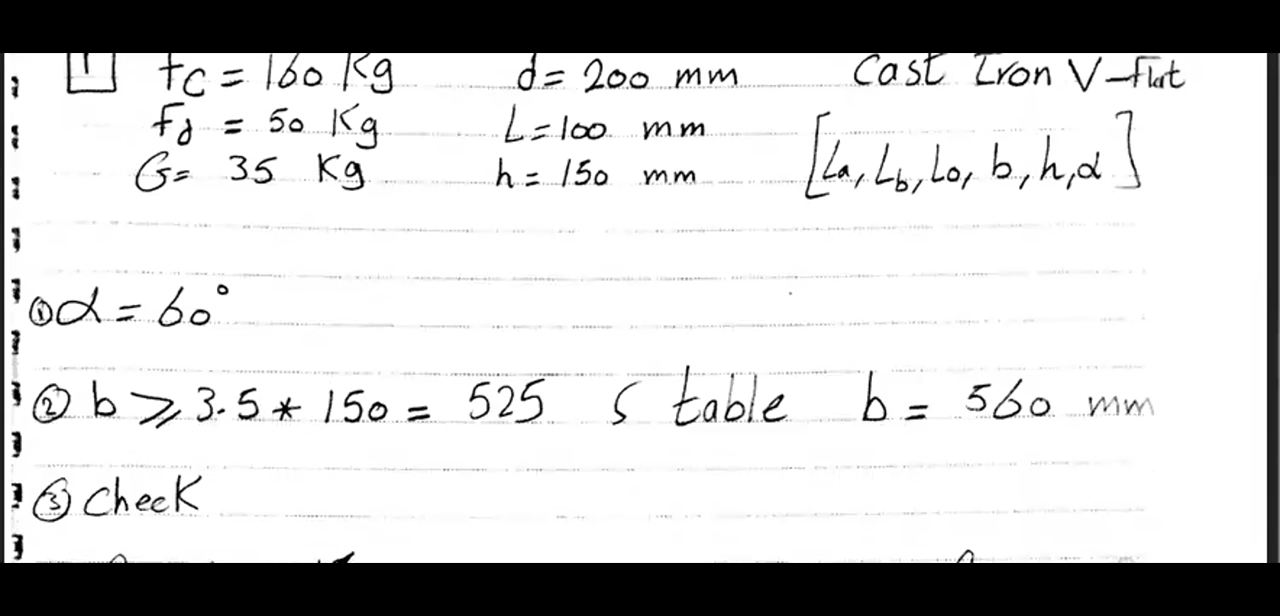 1 fc = 160 Kg d = 200 mm Cast Iron V-flat
Fd = 50 Kg L = 100 mm
G = 35 Kg h = 150 mm [La, Lb, Lo, b, h, α]
① α = 60°
② b ⩾ 3.5 * 150 = 525 S table b = 560 mm
③ Check